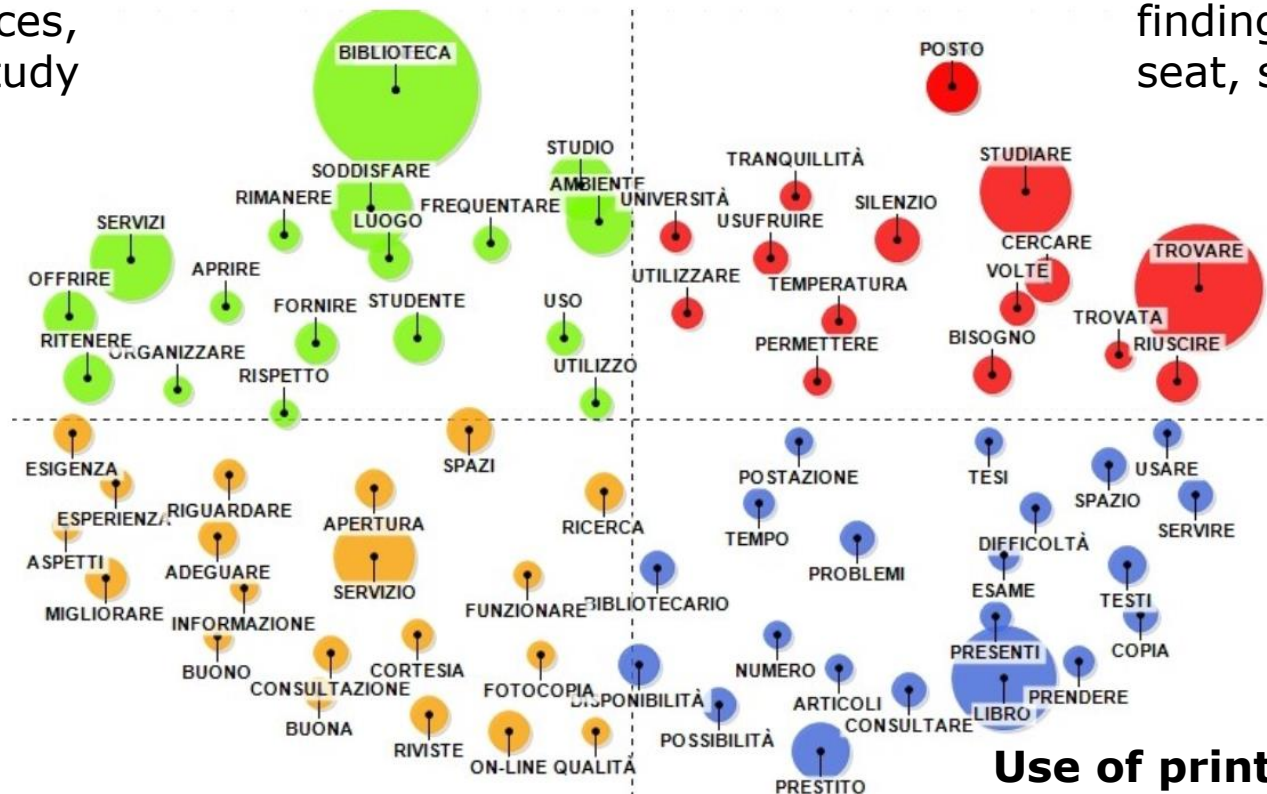 ces,
tudy
finding
seat, s
BIBLIOTECA
POSTO
STUDIO
SODDISFARE
AMBIENTE
TRANQUILLITÀ
STUDIARE
RIMANERE
FREQUENTARE
UNIVERSITÀ
SERVIZI
LUOGO
USUFRUIRE
SILENZIO
CERCARE
TROVARE
OFFRIRE
APRIRE
UTILIZZARE
TEMPERATURA
VOLTE
FORNIRE
STUDENTE
USO
TROVATA
RITENERE
ORGANIZZARE
PERMETTERE
BISOGNO
RIUSCIRE
RISPETTO
UTILIZZO
ESIGENZA
SPAZI
POSTAZIONE
TESI
USARE
SPAZIO
ESPERIENZA
RIGUARDARE
APERTURA
RICERCA
TEMPO
SERVIRE
DIFFICOLTÀ
ASPETTI
ADEGUARE
PROBLEMI
MIGLIORARE
SERVIZIO
ESAME
TESTI
INFORMAZIONE
FUNZIONARE
BIBLIOTECARIO
BUONO
CORTESIA
NUMERO
PRESENTI
COPIA
CONSULTAZIONE
FOTOCOPIA
DISPONIBILITÀ
ARTICOLI
PRENDERE
BUONA
CONSULTARE
LIBRO
RIVISTE
POSSIBILITÀ
ON-LINE
QUALITÀ
PRESTITO
Use of print